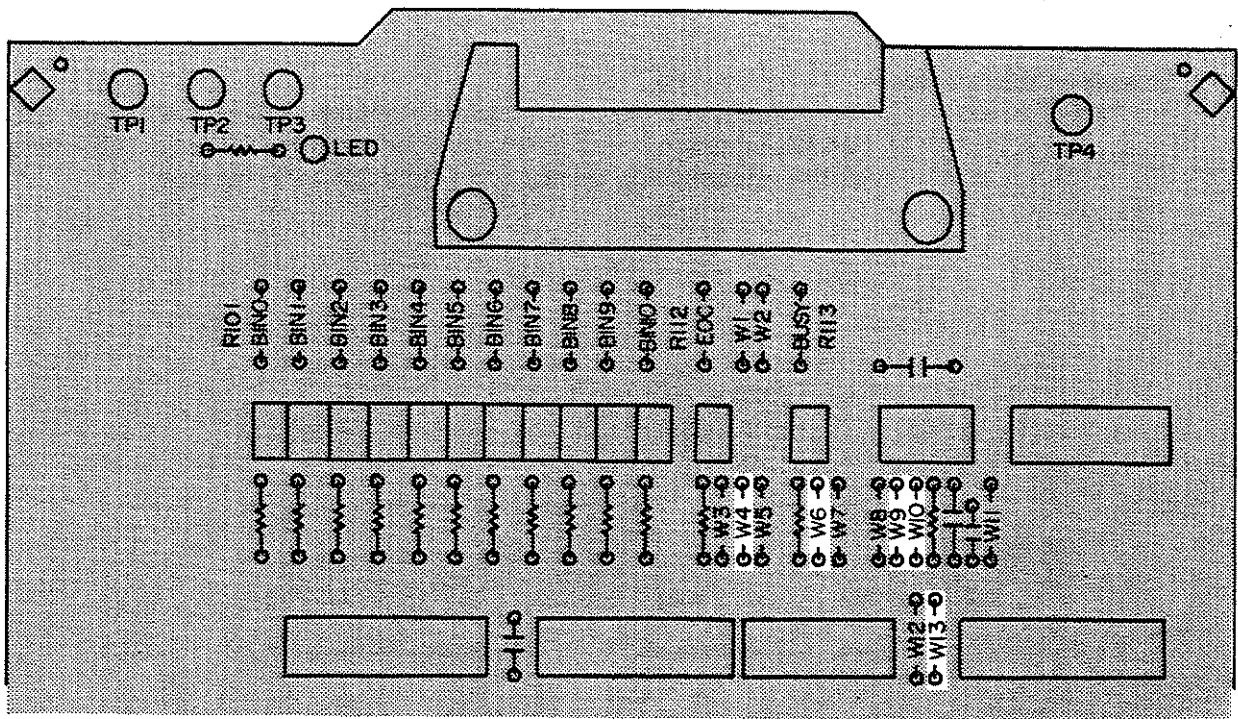 TP1 TP2 TP3 TP4
LED
R101 BIN0 BIN1 BIN2 BIN3 BIN4 BIN5 BIN6 BIN7 BIN8 BIN9 BIN10 R112 EOC W1 W2 BUSY R113
W3 W4 W5 W6 W7 W8 W9 W10 W11
W12 W13